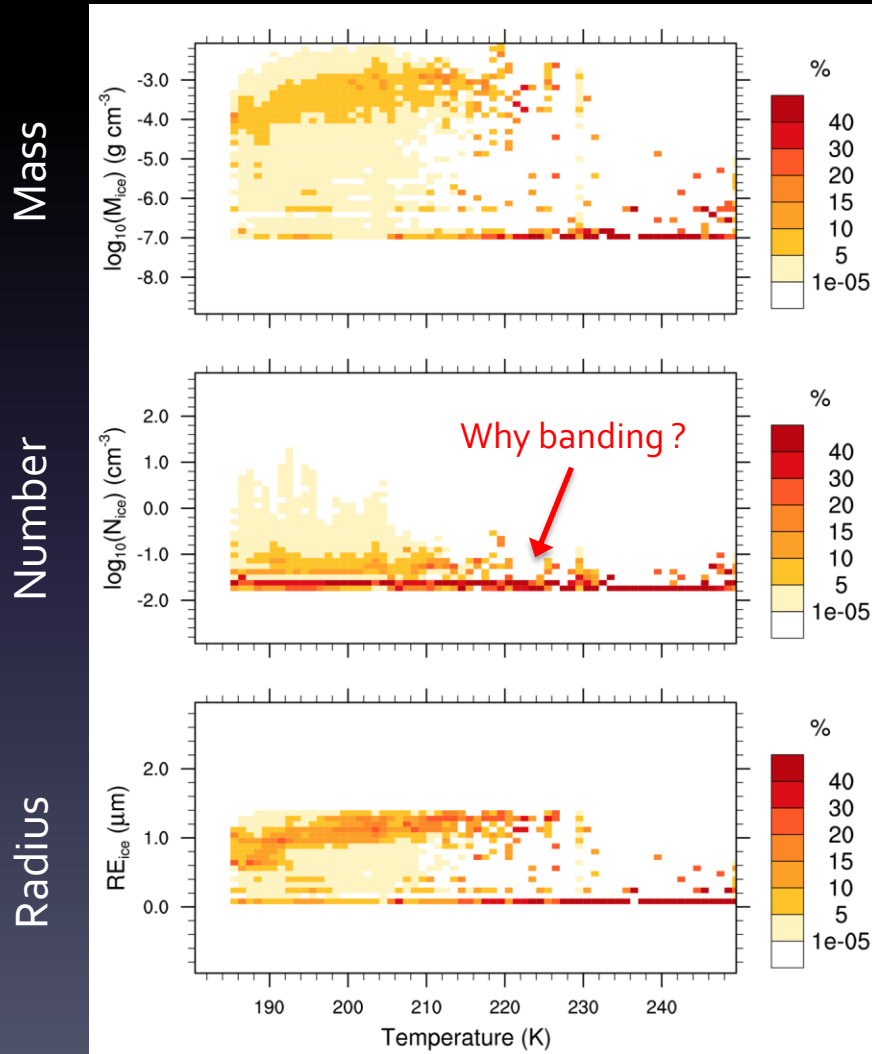 Mass
log10(Mice) (g cm-3)
-3.0
-4.0
-5.0
-6.0
-7.0
-8.0
%
40
30
20
15
10
5
1e-05
Number
log10(Nice) (cm-3)
2.0
1.0
0.0
-1.0
-2.0
Why banding ?
%
40
30
20
15
10
5
1e-05
Radius
REice (μm)
2.0
1.0
0.0
%
40
30
20
15
10
5
1e-05
190 200 210 220 230 240
Temperature (K)